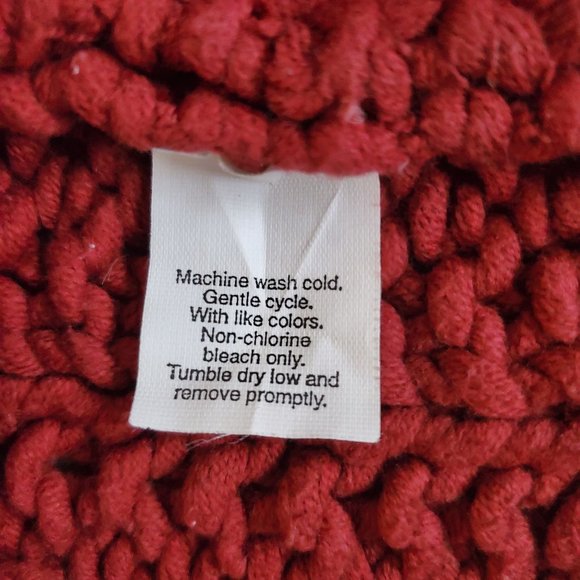 Machine wash cold.
Gentle cycle.
With like colors.
Non-chlorine
bleach only.
Tumble dry low and
remove promptly.